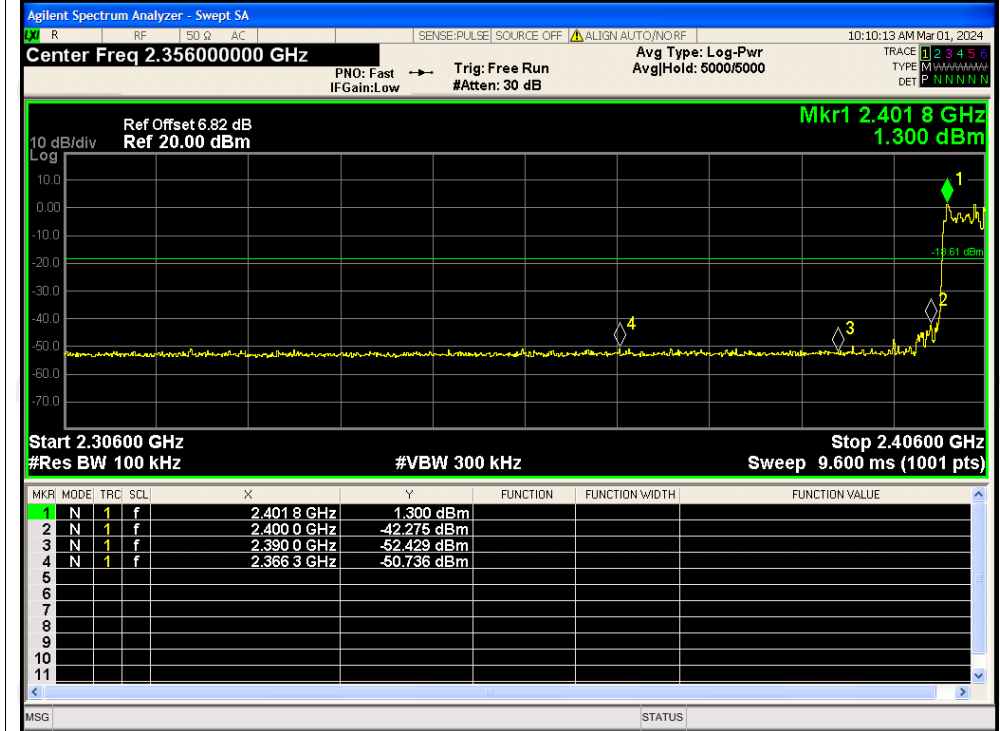 Agilent Spectrum Analyzer - Swept SA
LXI R RF 50 Ω AC SENSE:PULSE SOURCE OFF ALIGN AUTO/NO RF 10:10:13 AM Mar 01, 2024
Center Freq 2.356000000 GHz Avg Type: Log-Pwr TRACE 1 2 3 4 5 6
PNO: Fast Trig: Free Run Avg|Hold: 5000/5000 TYPE M WWWWW
IFGain:Low #Atten: 30 dB DET P N N N N N
Mkr1 2.401 8 GHz
Ref Offset 6.82 dB
10 dB/div Ref 20.00 dBm 1.300 dBm
Log
10.0
1
0.00
-10.0
-18.61 dBm
-20.0
-30.0
2
-40.0
4
3
-50.0
-60.0
-70.0
Start 2.30600 GHz Stop 2.40600 GHz
#Res BW 100 kHz #VBW 300 kHz Sweep 9.600 ms (1001 pts)
MKR MODE TRC SCL X Y FUNCTION FUNCTION WIDTH FUNCTION VALUE
1 N 1 f 2.401 8 GHz 1.300 dBm
2 N 1 f 2.400 0 GHz -42.275 dBm
3 N 1 f 2.390 0 GHz -52.429 dBm
4 N 1 f 2.366 3 GHz -50.736 dBm
5
6
7
8
9
10
11
MSG STATUS